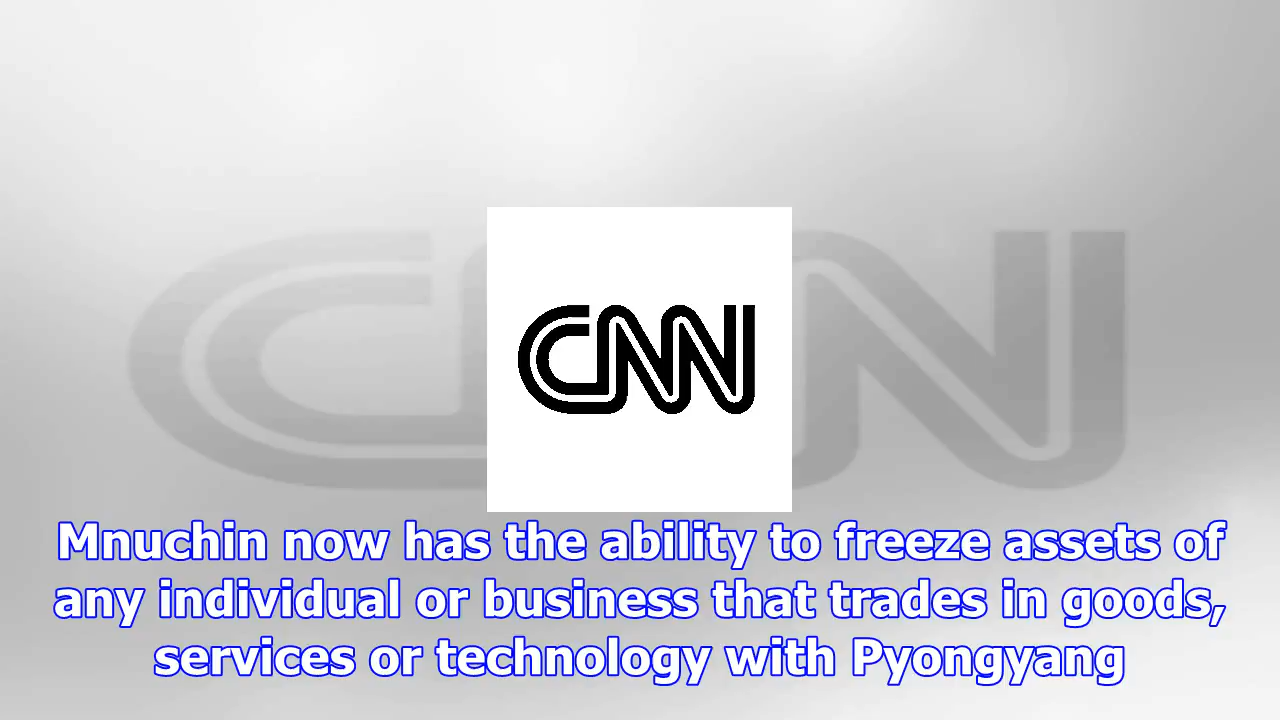 CNN
CNN
Mnuchin now has the ability to freeze assets of
any individual or business that trades in goods,
services or technology with Pyongyang